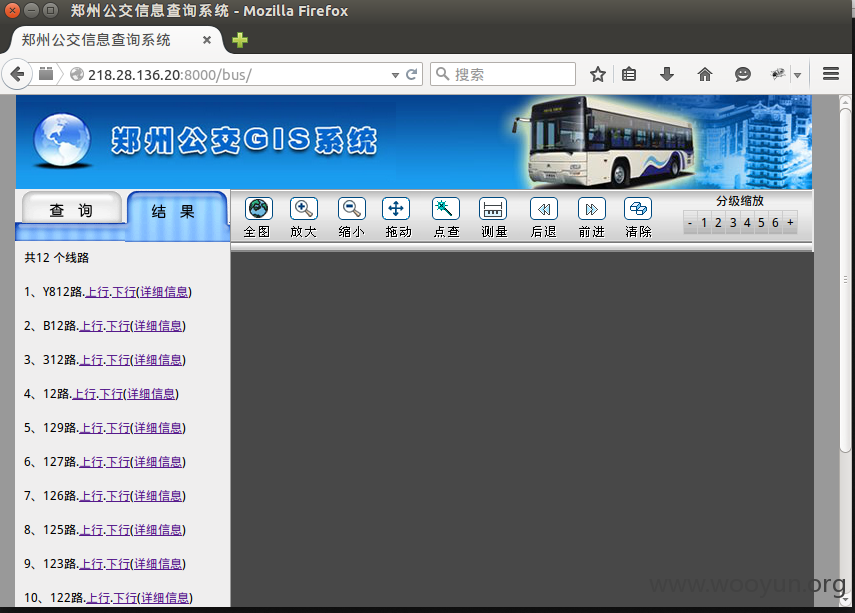 郑州公交信息查询系统 - Mozilla Firefox
郑州公交信息查询系统
218.28.136.20:8000/bus/
搜索
郑州公交GIS系统
查 询
结 果
全图
放大
缩小
拖动
点查
测量
后退
前进
清除
分级缩放
- 1 2 3 4 5 6 +
共12 个线路
1、Y812路.上行.下行(详细信息)
2、B12路.上行.下行(详细信息)
3、312路.上行.下行(详细信息)
4、12路.上行.下行(详细信息)
5、129路.上行.下行(详细信息)
6、127路.上行.下行(详细信息)
7、126路.上行.下行(详细信息)
8、125路.上行.下行(详细信息)
9、123路.上行.下行(详细信息)
10、122路.上行.下行(详细信息)
www.wooyun.org